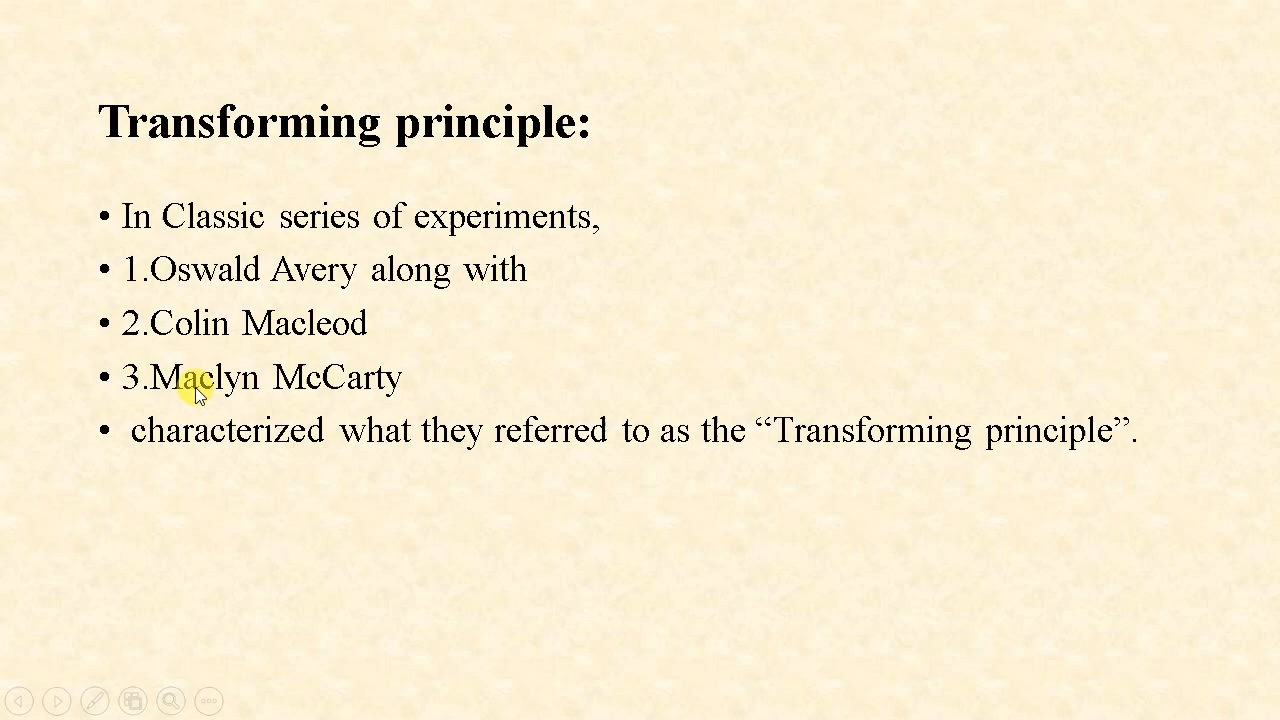 Transforming principle:
• In Classic series of experiments,
• 1.Oswald Avery along with
• 2.Colin Macleod
• 3.Maclyn McCarty
• characterized what they referred to as the “Transforming principle”.